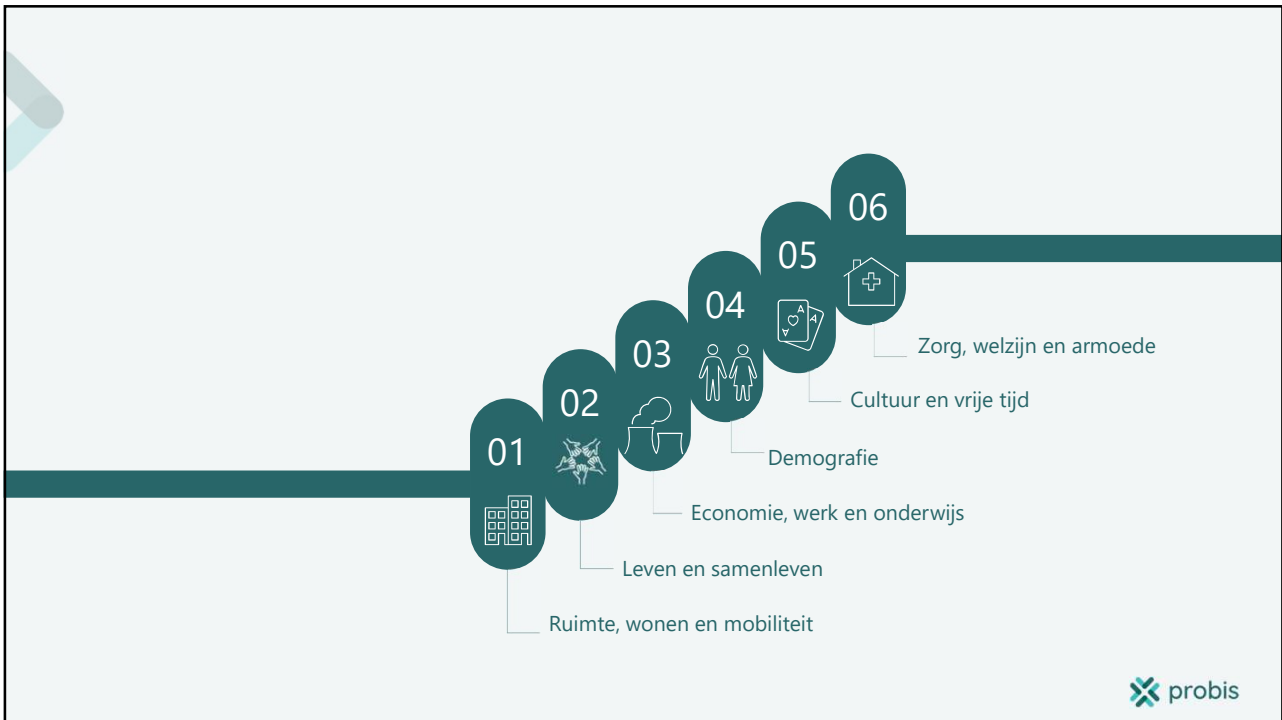 01
Ruimte, wonen en mobiliteit
02
Leven en samenleven
03
Economie, werk en onderwijs
04
Demografie
05
A
A
A
Cultuur en vrije tijd
06
Zorg, welzijn en armoede
probis